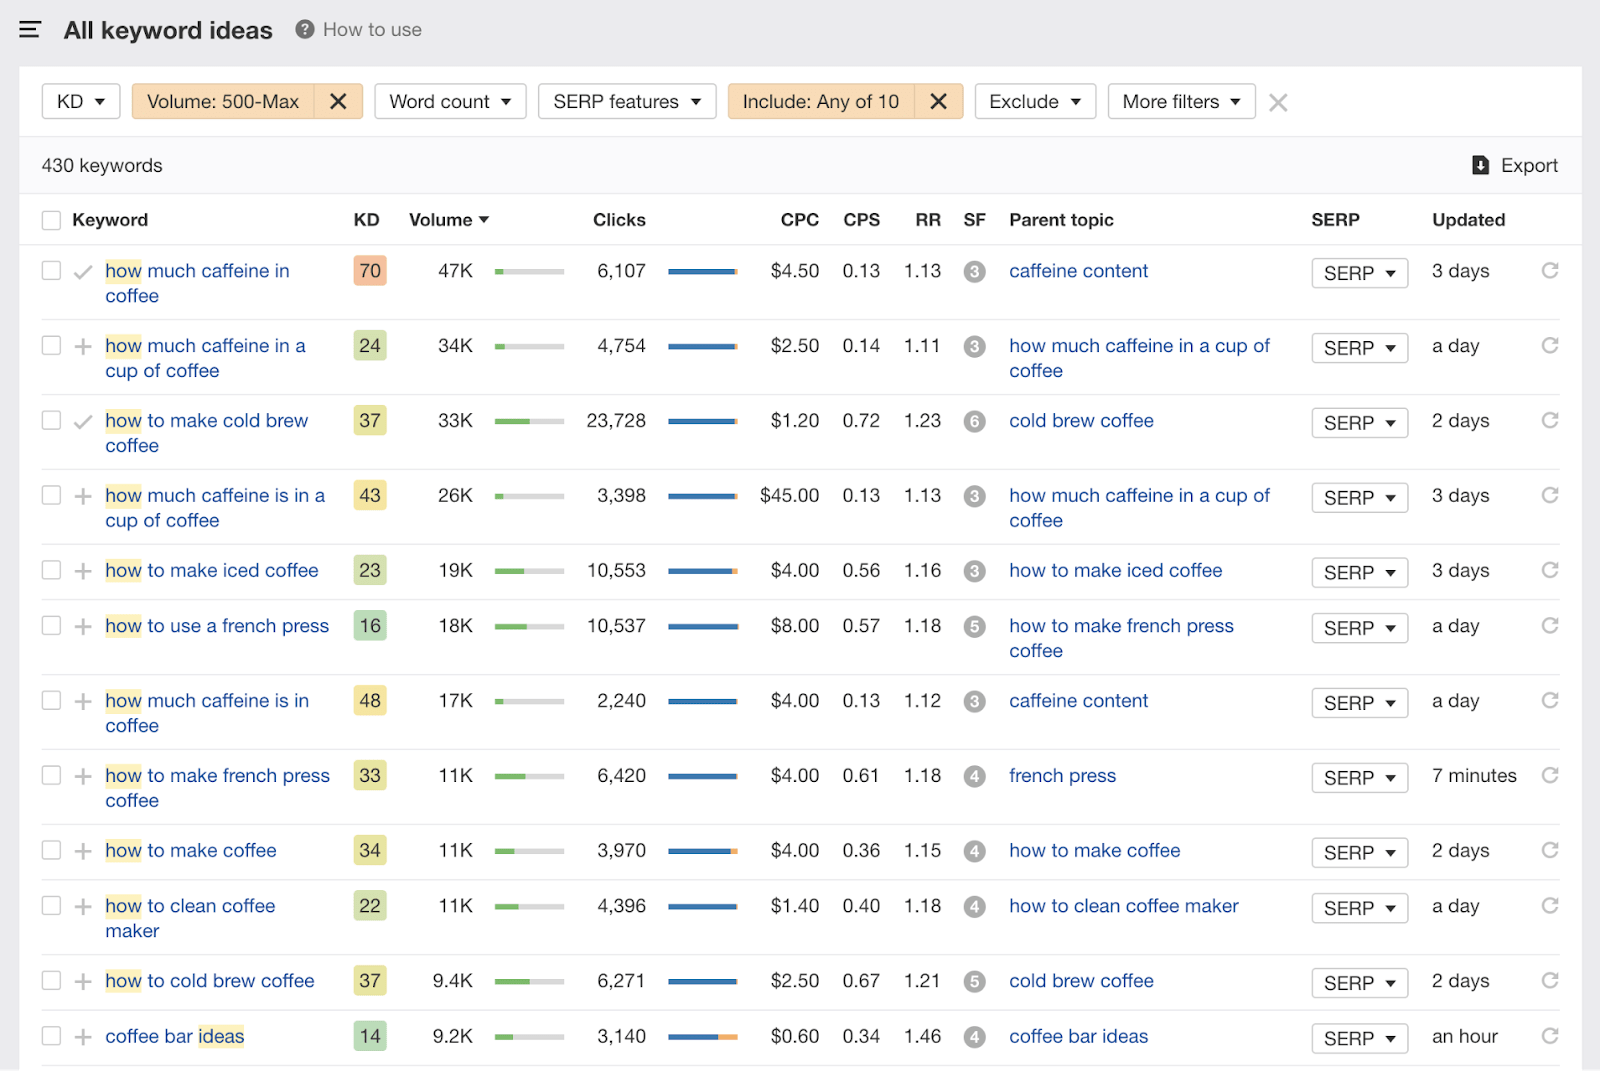 All keyword ideas ? How to use
KD Volume: 500-Max Word count SERP features Include: Any of 10 Exclude More filters
430 keywords Export
Keyword KD Volume Clicks CPC CPS RR SF Parent topic SERP Updated
how much caffeine in 70 47K 6,107 $4.50 0.13 1.13 3 caffeine content SERP 3 days
coffee
how much caffeine in a 24 34K 4,754 $2.50 0.14 1.11 3 how much caffeine in a cup of SERP a day
cup of coffee coffee
how to make cold brew 37 33K 23,728 $1.20 0.72 1.23 6 cold brew coffee SERP 2 days
coffee
how much caffeine is in a 43 26K 3,398 $45.00 0.13 1.13 3 how much caffeine in a cup of SERP 3 days
cup of coffee coffee
how to make iced coffee 23 19K 10,553 $4.00 0.56 1.16 3 how to make iced coffee SERP 3 days
how to use a french press 16 18K 10,537 $8.00 0.57 1.18 5 how to make french press SERP a day
coffee
how much caffeine is in 48 17K 2,240 $4.00 0.13 1.12 3 caffeine content SERP a day
coffee
how to make french press 33 11K 6,420 $4.00 0.61 1.18 4 french press SERP 7 minutes
coffee
how to make coffee 34 11K 3,970 $4.00 0.36 1.15 4 how to make coffee SERP 2 days
how to clean coffee 22 11K 4,396 $1.40 0.40 1.18 4 how to clean coffee maker SERP a day
maker
how to cold brew coffee 37 9.4K 6,271 $2.50 0.67 1.21 5 cold brew coffee SERP 2 days
coffee bar ideas 14 9.2K 3,140 $0.60 0.34 1.46 4 coffee bar ideas SERP an hour